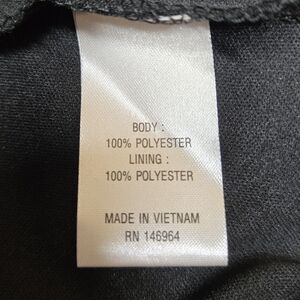 BODY :
100% POLYESTER
LINING :
100% POLYESTER
MADE IN VIETNAM
RN 146964